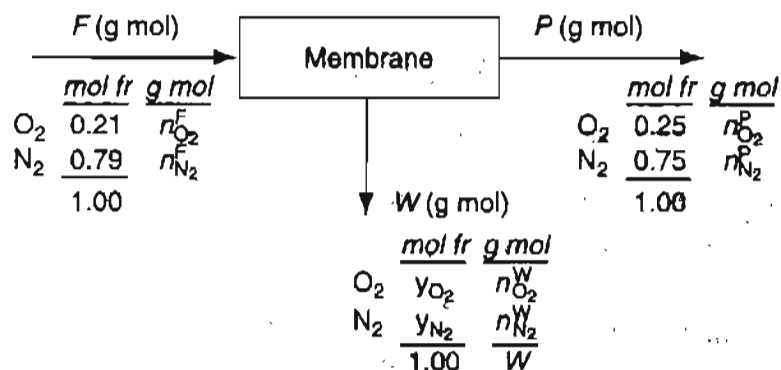 F (g mol)
P (g mol)
Membrane
mol fr g mol
O₂ 0.21 n^F_O₂
N₂ 0.79 n^F_N₂
1.00
mol fr g mol
O₂ 0.25 n^P_O₂
N₂ 0.75 n^P_N₂
1.00
W (g mol)
mol fr g mol
O₂ y_O₂ n^W_O₂
N₂ y_N₂ n^W_N₂
1.00 W